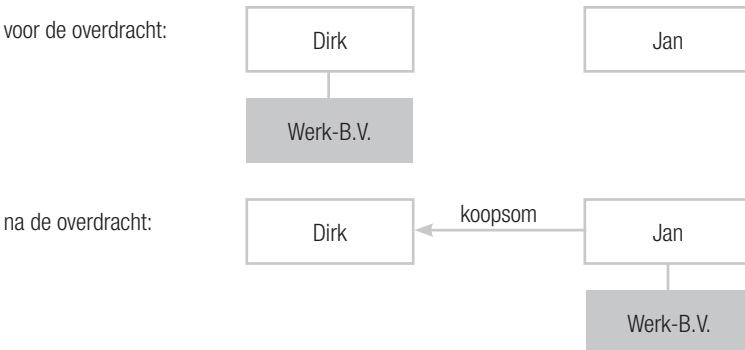 voor de overdracht:
Dirk
Jan
Werk-B.V.
na de overdracht:
Dirk
koopsom
Jan
Werk-B.V.